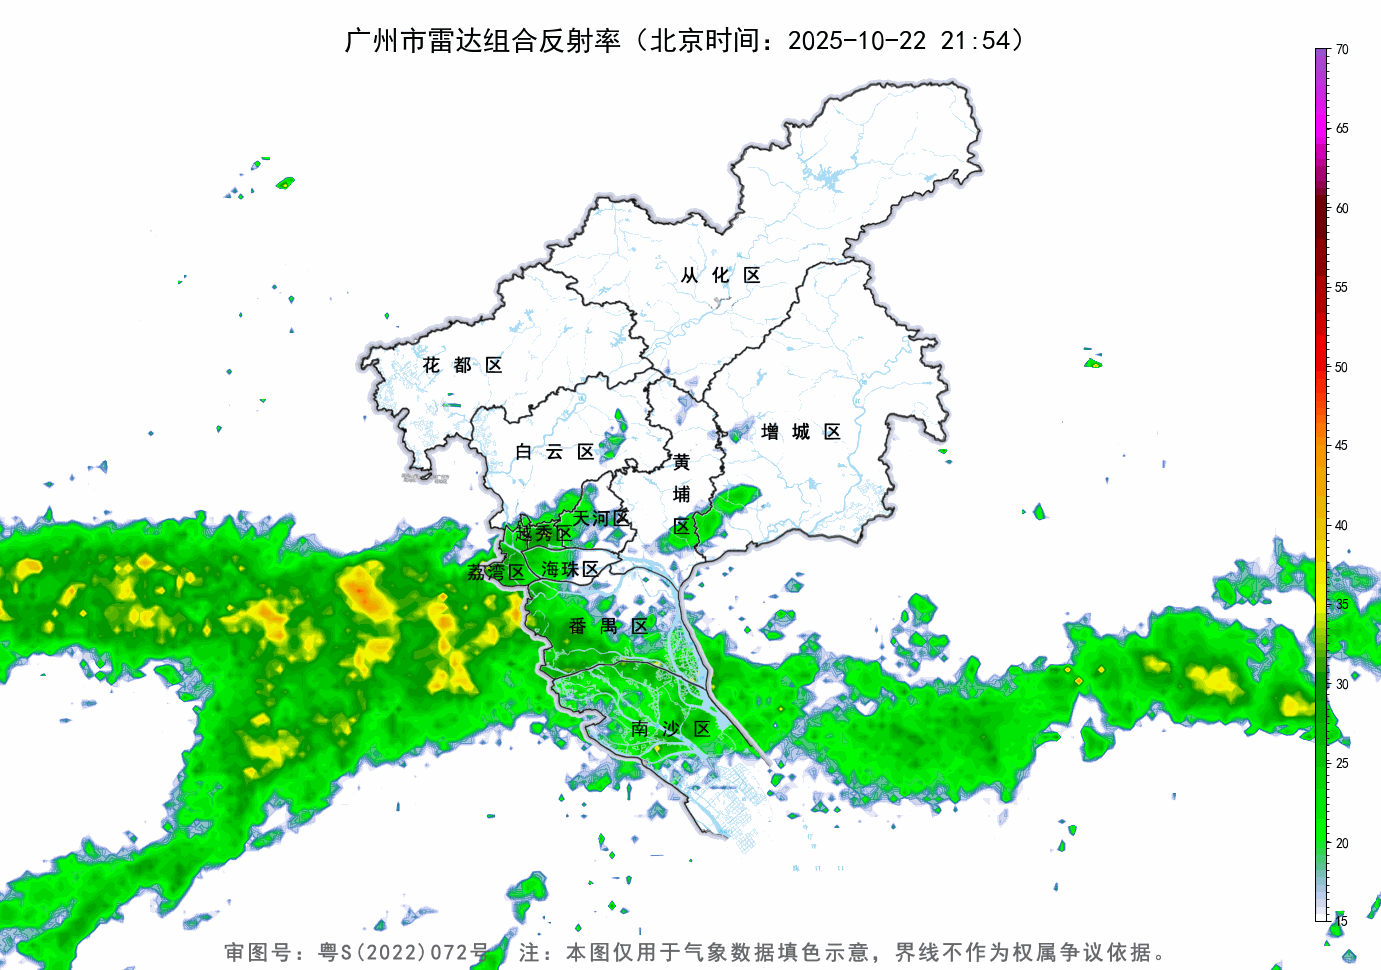 广州市雷达组合反射率（北京时间：2025-10-22 21:54）
70
65
60
55
50
45
40
35
30
25
20
15
从化区
花都区
增城区
白云区
黄埔区
天河区
越秀区
荔湾区
海珠区
番禺区
南沙区
审图号：粤S(2022)072号 注：本图仅用于气象数据填色示意，界线不作为权属争议依据。